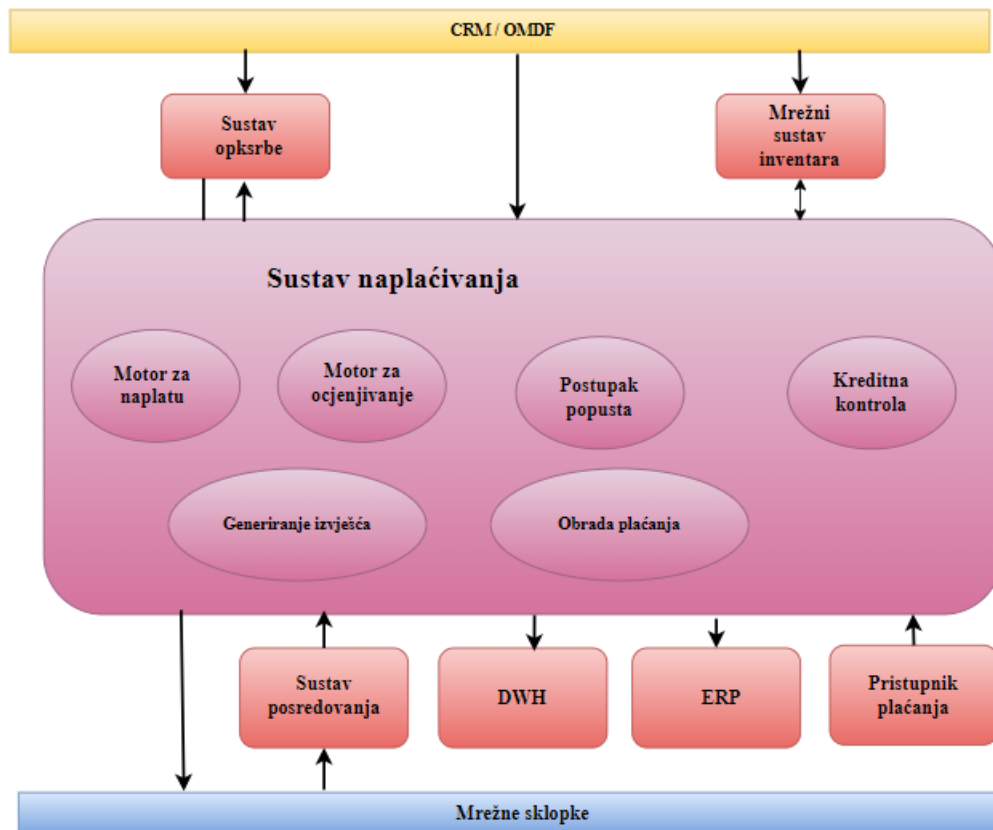 CRM / OMDF
Sustav
opksrbe
Mrežni
sustav
inventara
Sustav naplaćivanja
Motor za
naplatu
Motor za
ocjenjivanje
Postupak
popusta
Kreditna
kontrola
Generiranje izvješća
Obrada plaćanja
Sustav
posredovanja
DWH
ERP
Pristupnik
plaćanja
Mrežne sklopke